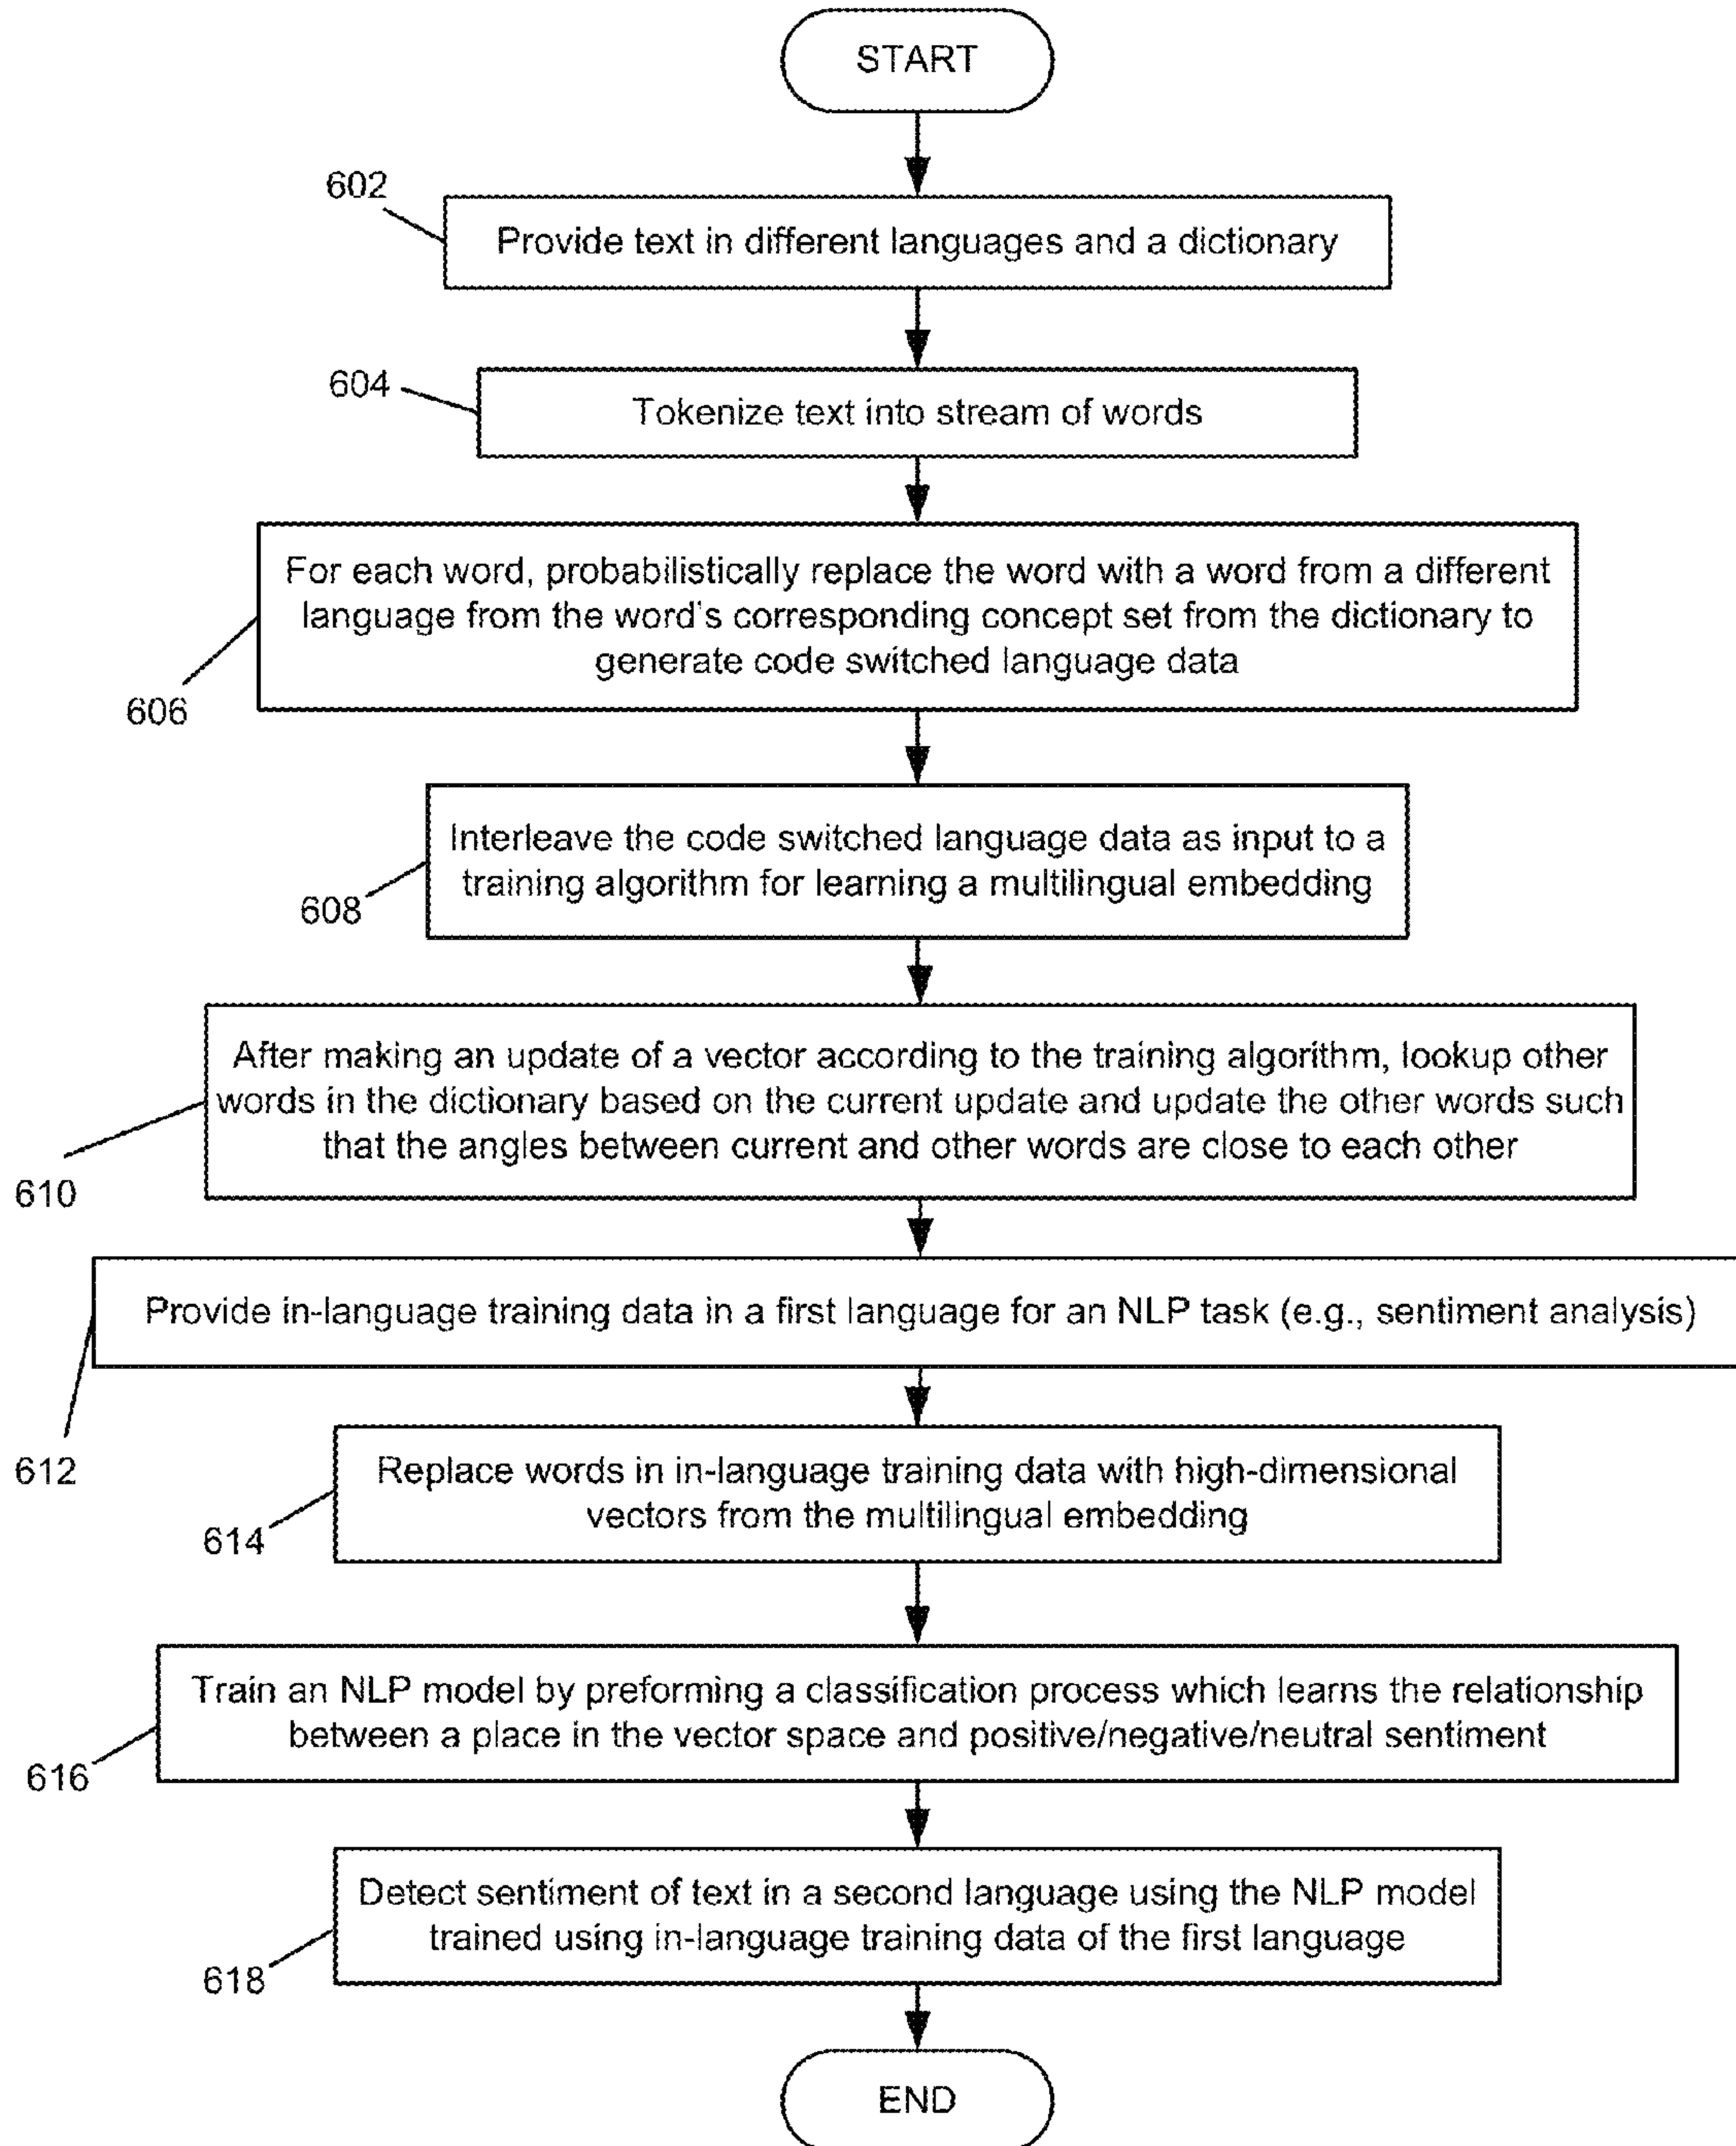 START
602
Provide text in different languages and a dictionary
604
Tokenize text into stream of words
For each word, probabilistically replace the word with a word from a different
language from the word's corresponding concept set from the dictionary to
generate code switched language data
606
Interleave the code switched language data as input to a
training algorithm for learning a multilingual embedding
608
After making an update of a vector according to the training algorithm, lookup other
words in the dictionary based on the current update and update the other words such
that the angles between current and other words are close to each other
610
Provide in-language training data in a first language for an NLP task (e.g., sentiment analysis)
612
Replace words in in-language training data with high-dimensional
vectors from the multilingual embedding
614
Train an NLP model by preforming a classification process which learns the relationship
between a place in the vector space and positive/negative/neutral sentiment
616
Detect sentiment of text in a second language using the NLP model
trained using in-language training data of the first language
618
END